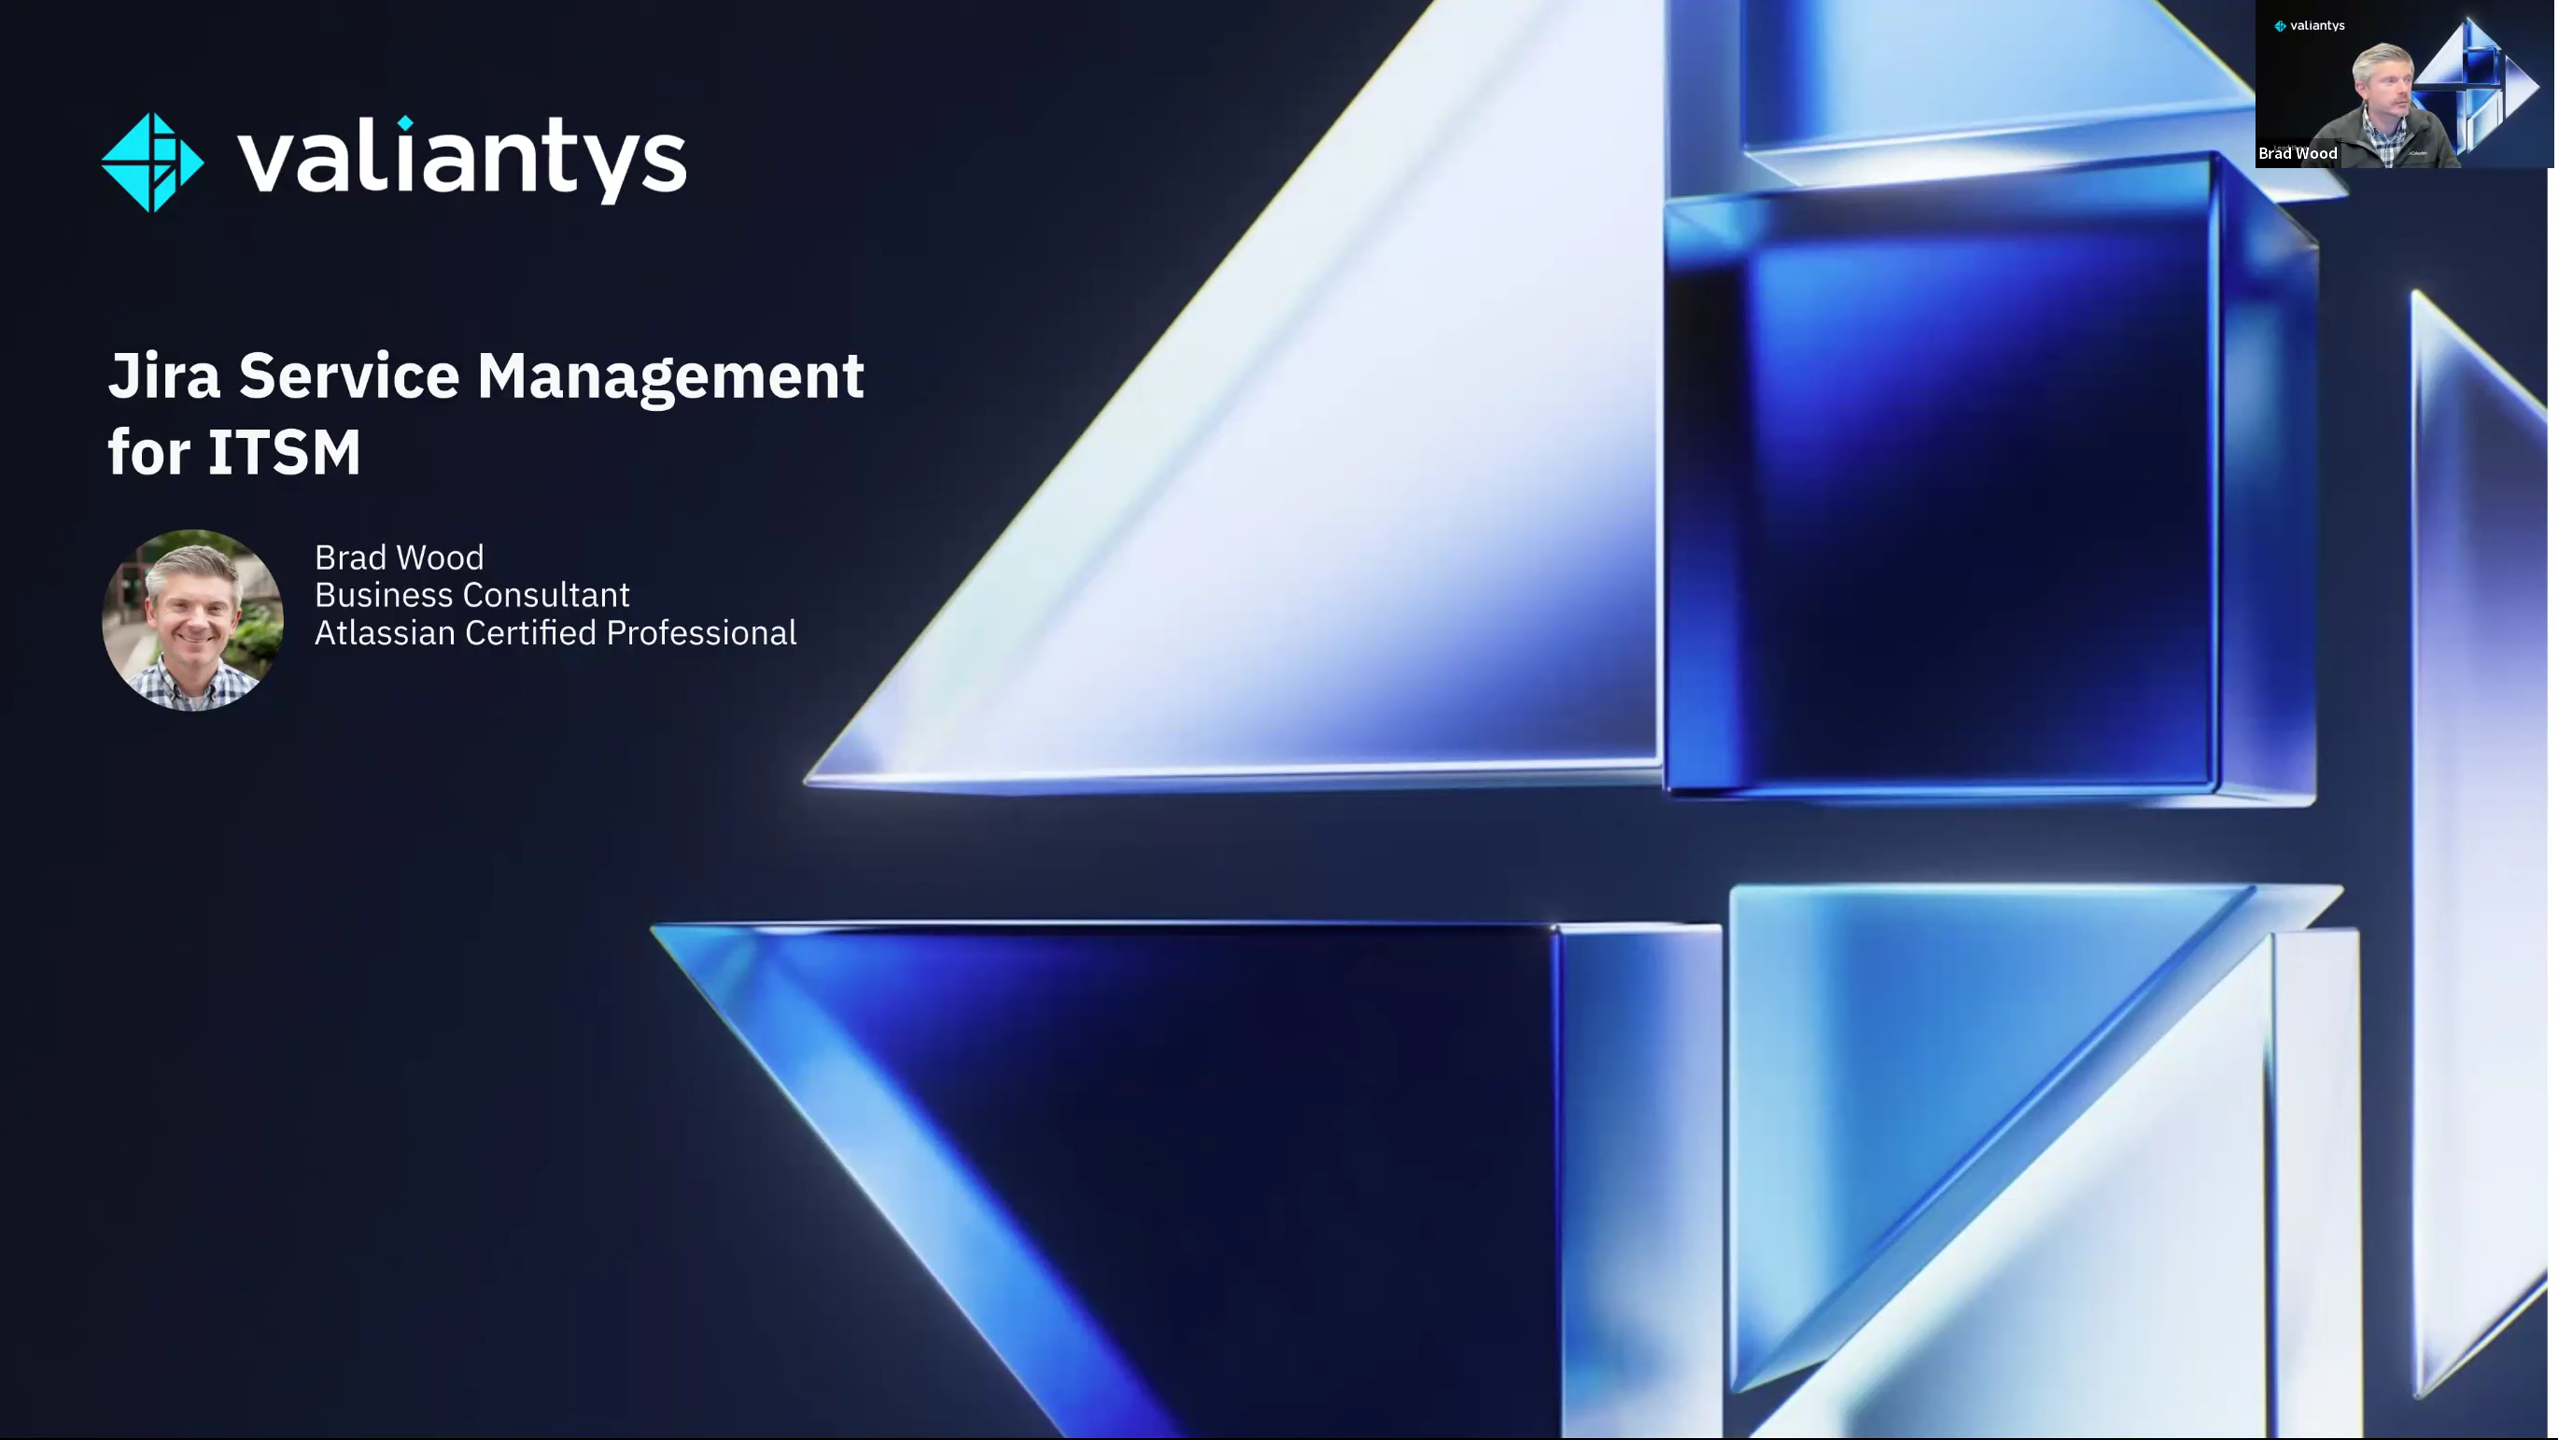 valiantys
Jira Service Management
for ITSM
Brad Wood
Business Consultant
Atlassian Certified Professional
valiantys
Brad Wood